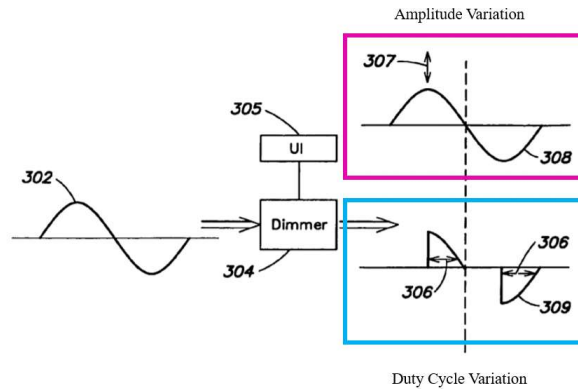 Amplitude Variation
307
305
UI
308
302
Dimmer
304
306
306
309
Duty Cycle Variation